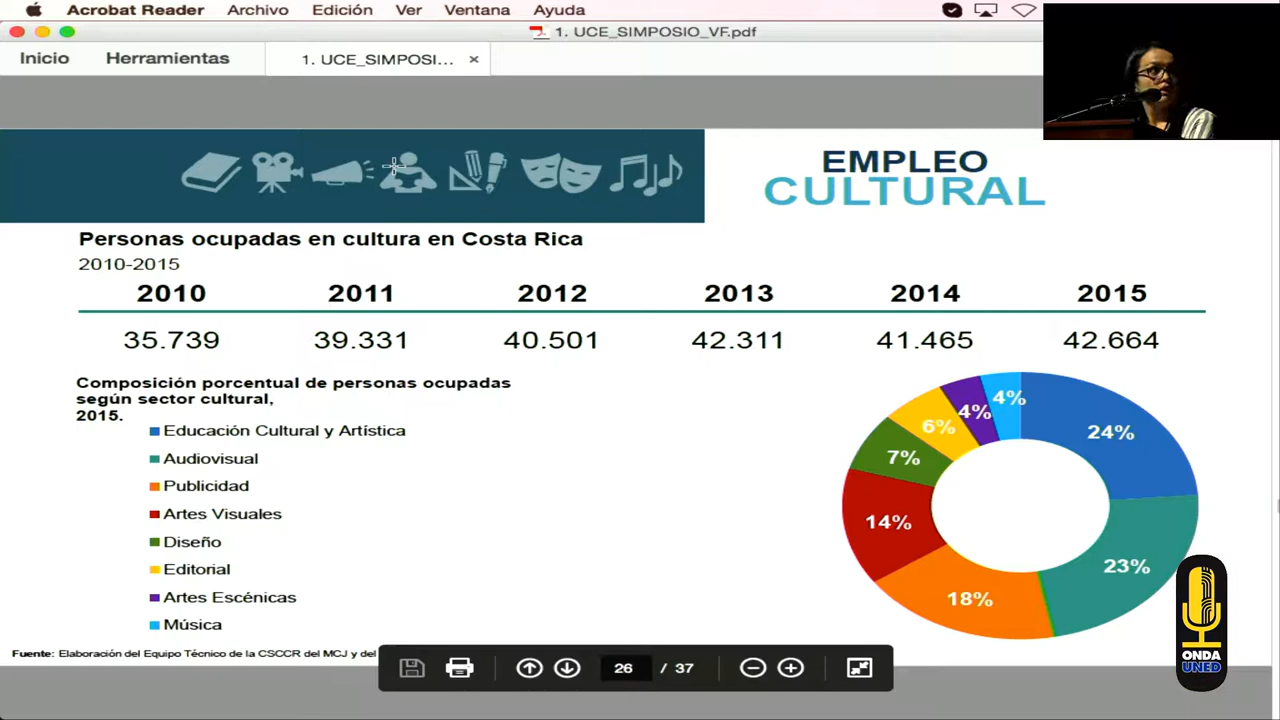 Acrobat Reader Archivo Edición Ver Ventana Ayuda
1. UCE_SIMPOSIO_VF.pdf
Inicio Herramientas 1. UCE_SIMPOSI... ×
EMPLEO
CULTURAL
Personas ocupadas en cultura en Costa Rica
2010-2015
2010 2011 2012 2013 2014 2015
35.739 39.331 40.501 42.311 41.465 42.664
Composición porcentual de personas ocupadas
según sector cultural,
2015.
Educación Cultural y Artística
Audiovisual
Publicidad
Artes Visuales
Diseño
Editorial
Artes Escénicas
Música
24%
23%
18%
14%
7%
6%
4%
4%
Fuente: Elaboración del Equipo Técnico de la CSCCR del MCJ y del
26 / 37
ONDA
UNED